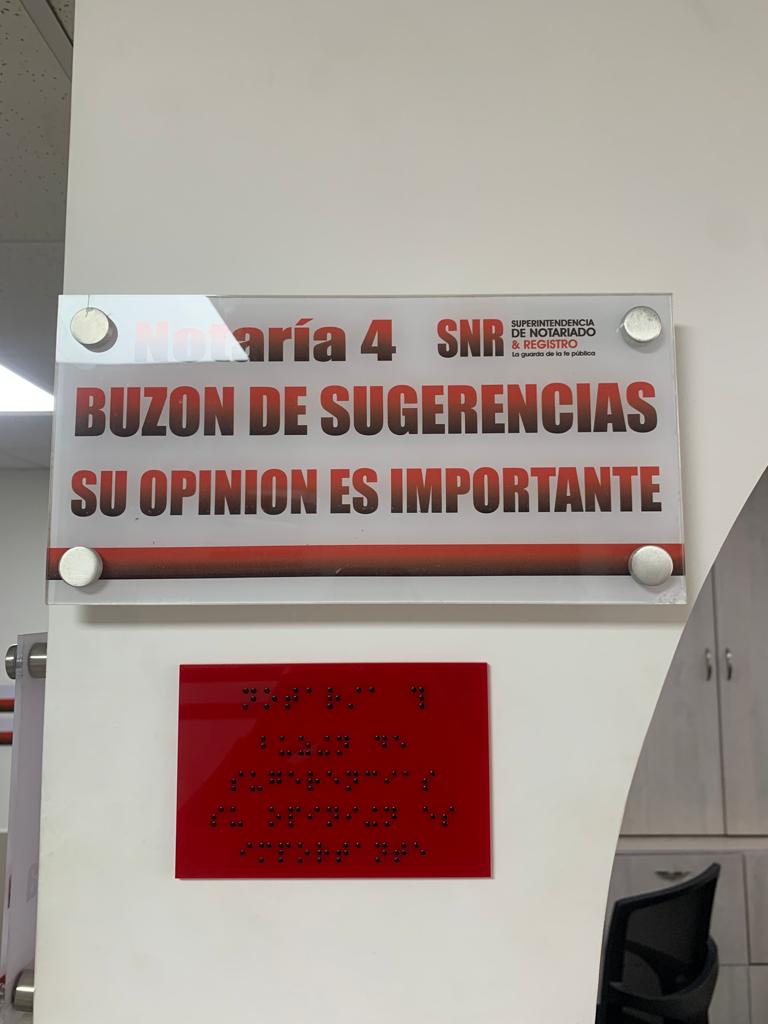 Notaría 4
SNR
SUPERINTENDENCIA
DE NOTARIADO
& REGISTRO
La guarda de la fe pública
BUZON DE SUGERENCIAS
SU OPINION ES IMPORTANTE